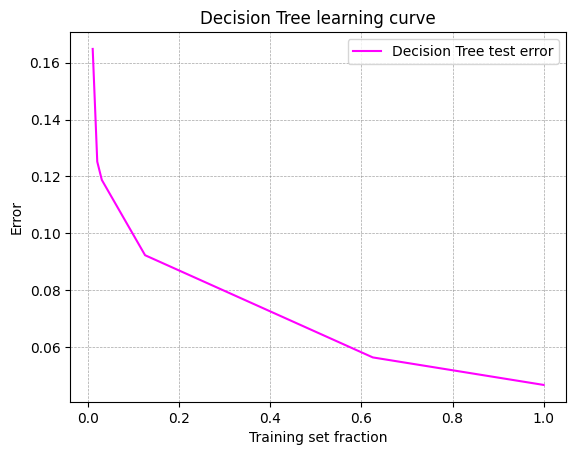 Decision Tree learning curve
Decision Tree test error
0.16
0.14
0.12
0.10
0.08
0.06
Error
0.0 0.2 0.4 0.6 0.8 1.0
Training set fraction